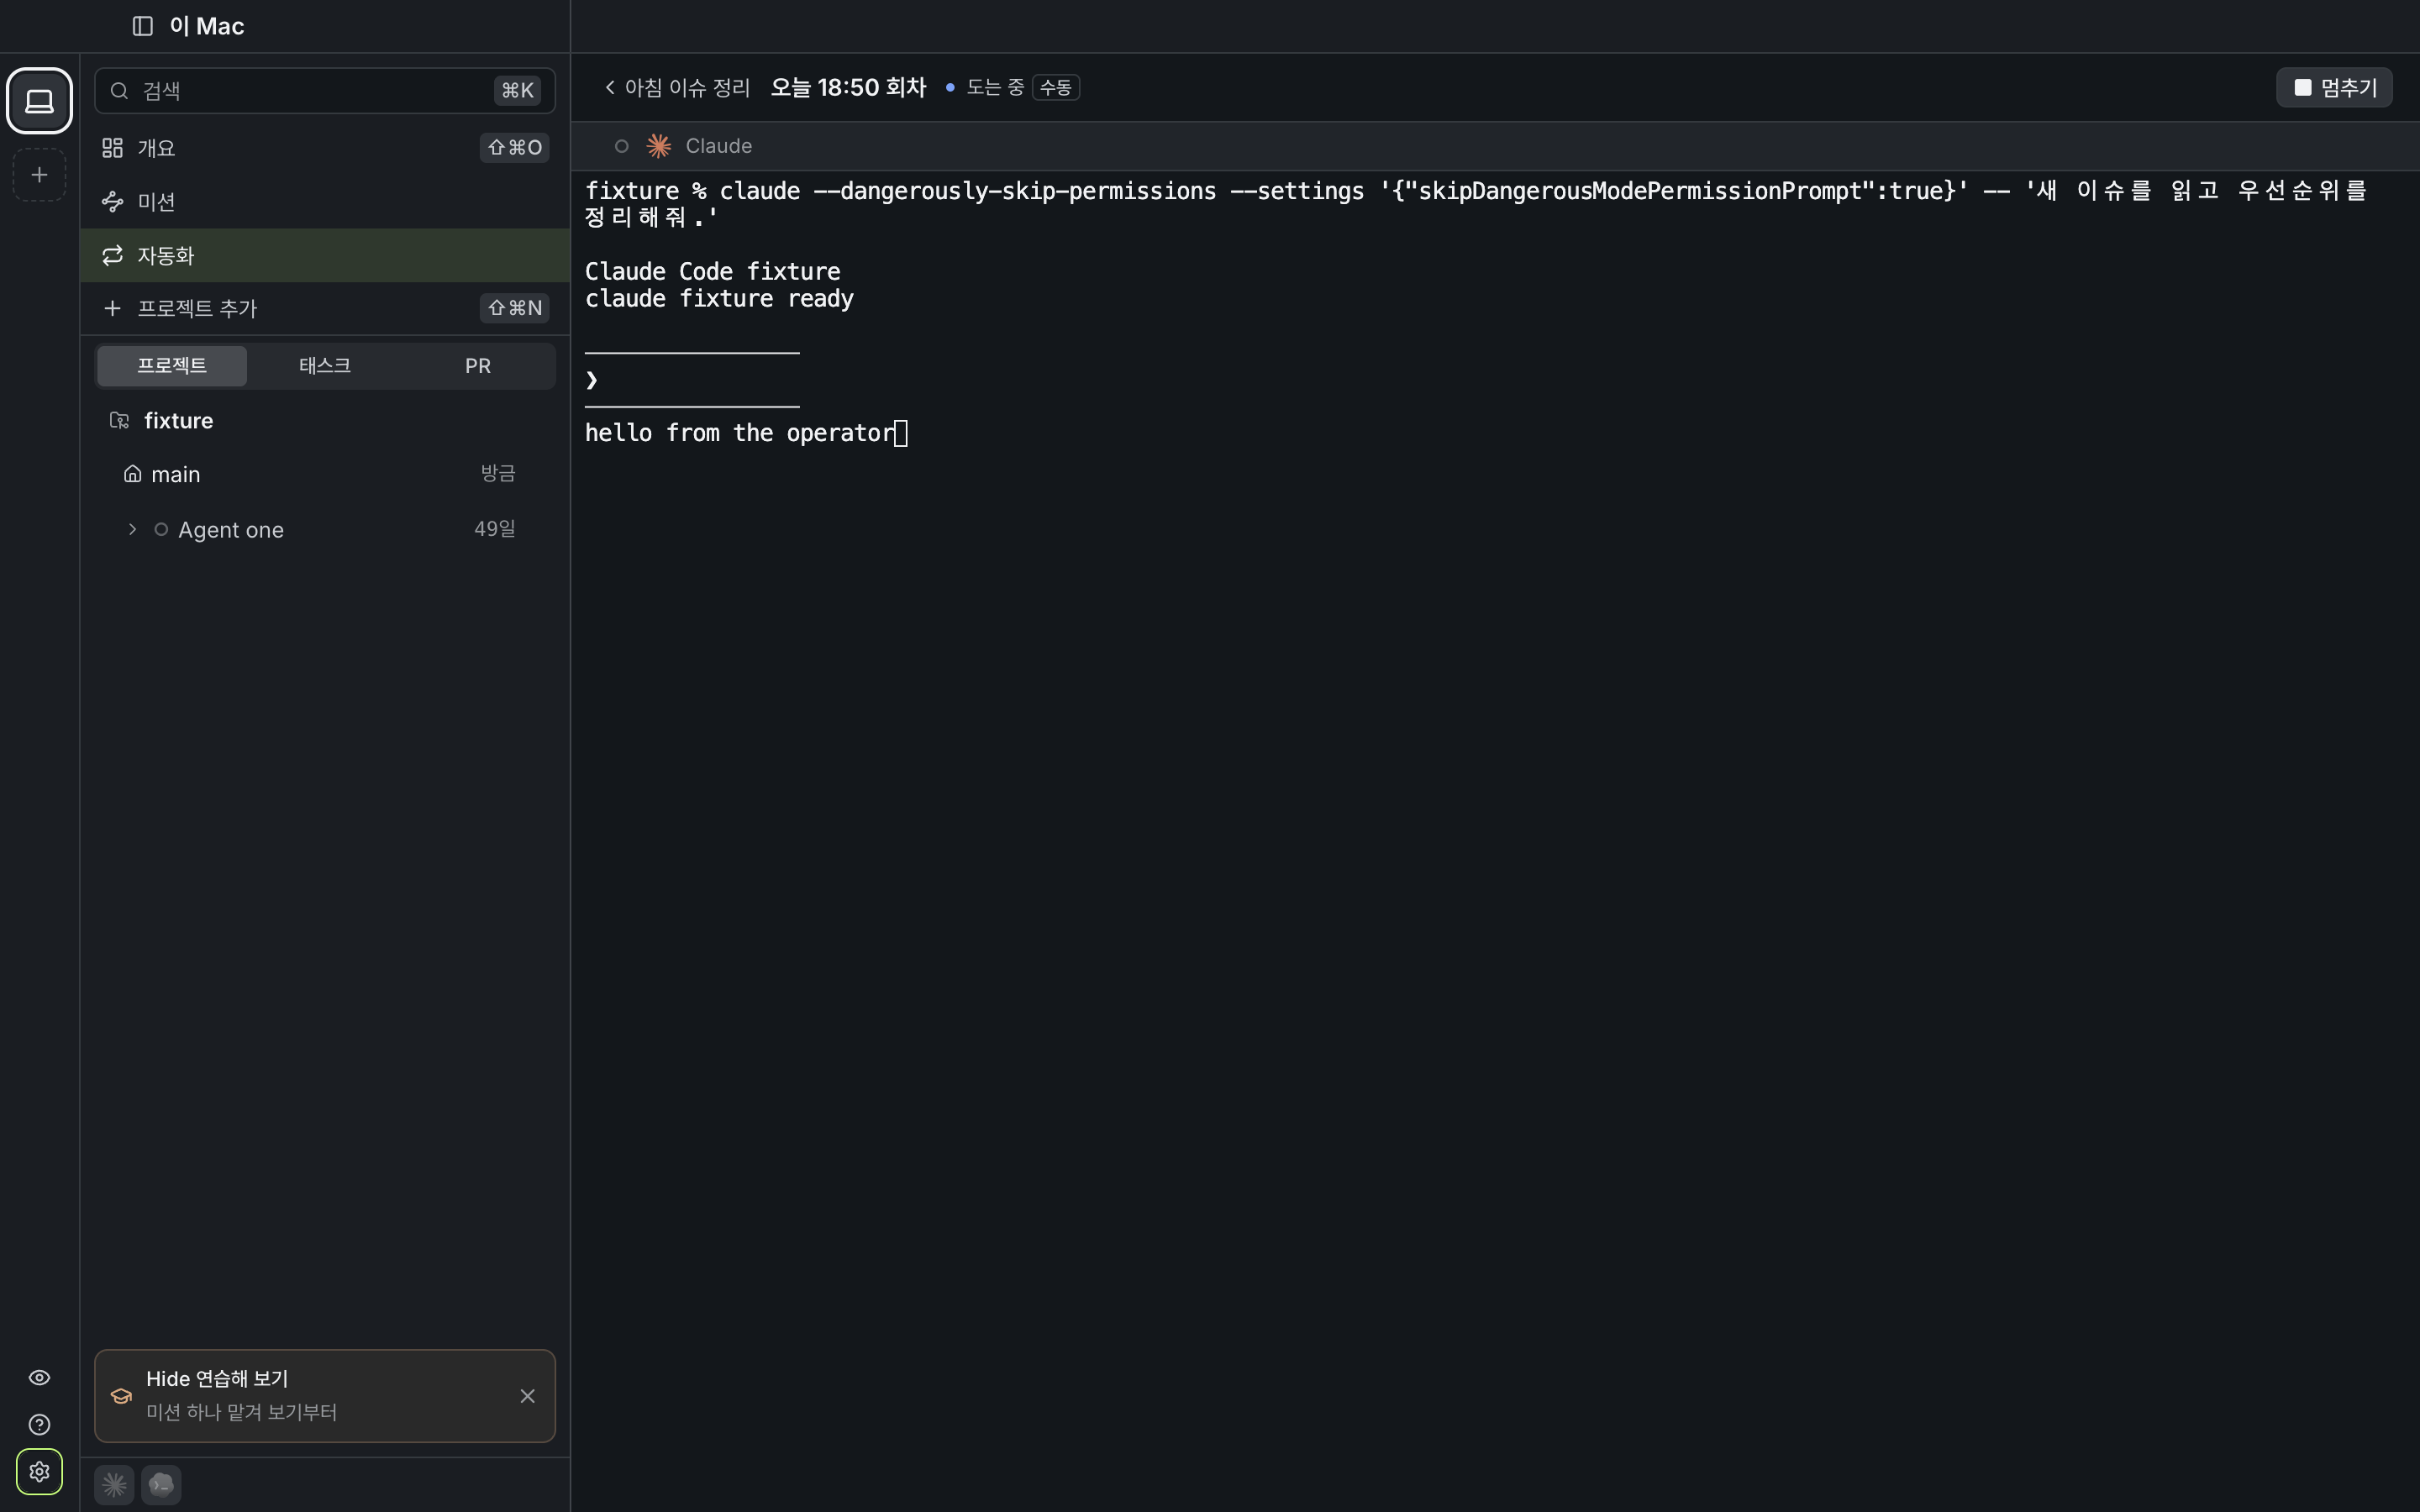 이 Mac
검색 ⌘K
개요 ⇧⌘O
미션
자동화
프로젝트 추가 ⇧⌘N
프로젝트 태스크 PR
fixture
main 방금
Agent one 49일
Hide 연습해 보기
미션 하나 맡겨 보기부터
아침 이슈 정리 오늘 18:50 회차 도는 중 수동 멈추기
Claude
fixture % claude --dangerously-skip-permissions --settings '{"skipDangerousModePermissionPrompt":true}' -- '새 이슈를 읽고 우선순위를
정리해줘.'
Claude Code fixture
claude fixture ready
❯
hello from the operator